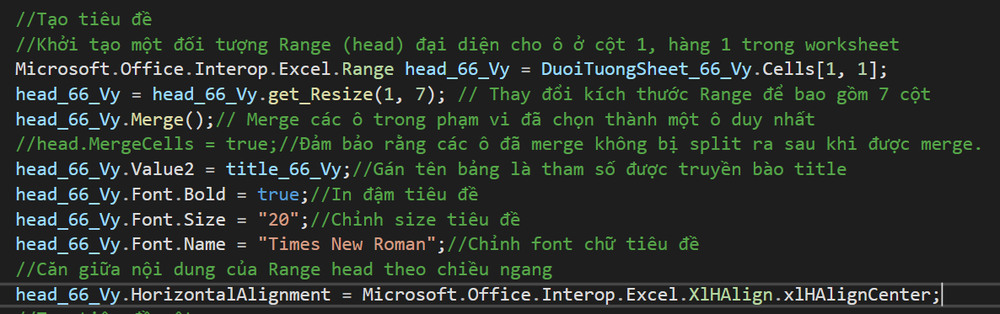 //Tạo tiêu đề
//Khởi tạo một đối tượng Range (head) đại diện cho ô ở cột 1, hàng 1 trong worksheet
Microsoft.Office.Interop.Excel.Range head_66_Vy = DuoiTuongSheet_66_Vy.Cells[1, 1];
head_66_Vy = head_66_Vy.get_Resize(1, 7); // Thay đổi kích thước Range để bao gồm 7 cột
head_66_Vy.Merge();// Merge các ô trong phạm vi đã chọn thành một ô duy nhất
//head.MergeCells = true;//Đảm bảo rằng các ô đã merge không bị split ra sau khi được merge.
head_66_Vy.Value2 = title_66_Vy;//Gán tên bảng là tham số được truyền bào title
head_66_Vy.Font.Bold = true;//In đậm tiêu đề
head_66_Vy.Font.Size = "20";//Chỉnh size tiêu đề
head_66_Vy.Font.Name = "Times New Roman";//Chỉnh font chữ tiêu đề
//Căn giữa nội dung của Range head theo chiều ngang
head_66_Vy.HorizontalAlignment = Microsoft.Office.Interop.Excel.XlHAlign.xlHAlignCenter;